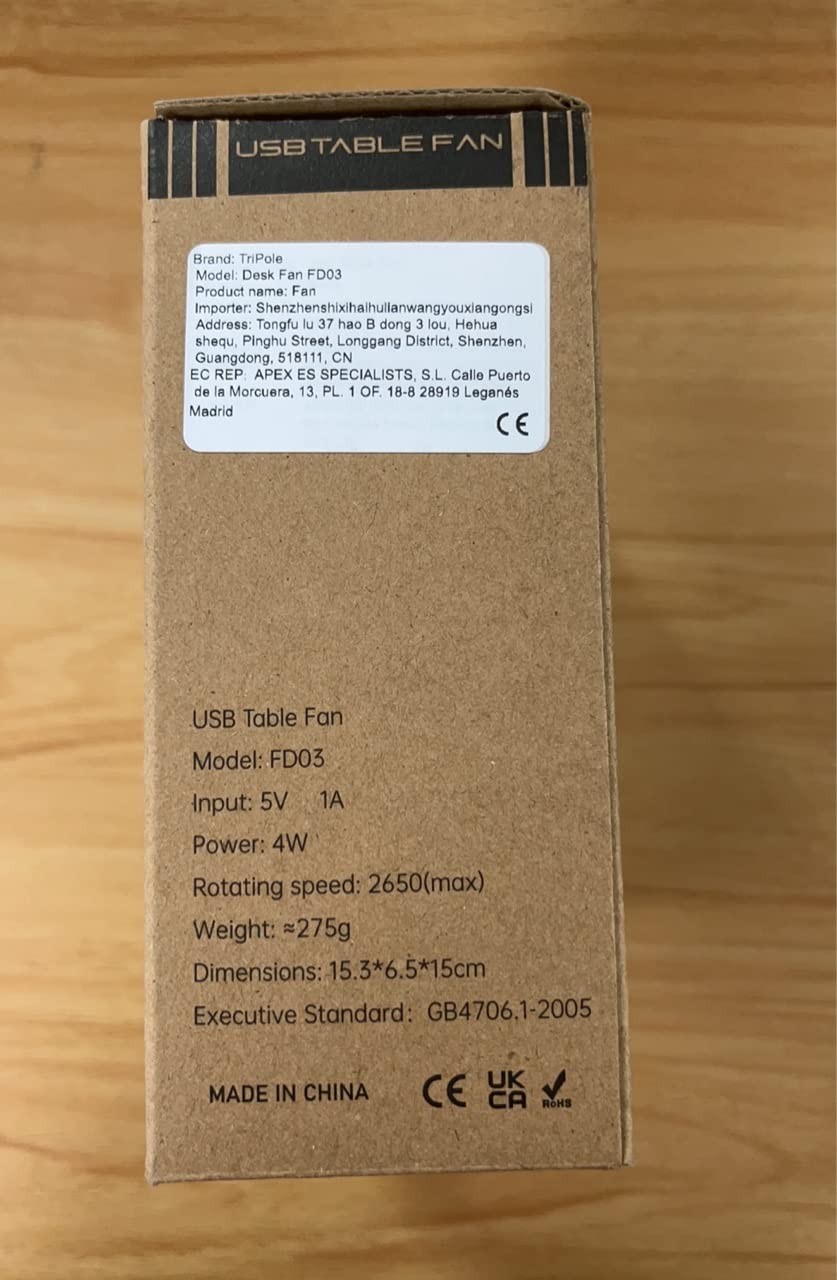 USB TABLE FAN
Brand: TriPole
Model: Desk Fan FD03
Product name: Fan
Importer: Shenzhenshixihaihulianwangyouxiangongsi
Address: Tongfu lu 37 hao B dong 3 lou, Hehua
shequ, Pinghu Street, Longgang District, Shenzhen,
Guangdong, 518111, CN
EC REP: APEX ES SPECIALISTS, S.L. Calle Puerto
de la Morcuera, 13, PL. 1 OF. 18-8 28919 Leganés
Madrid
CE
USB Table Fan
Model: FD03
Input: 5V 1A
Power: 4W
Rotating speed: 2650(max)
Weight: ≈275g
Dimensions: 15.3*6.5*15cm
Executive Standard: GB4706.1-2005
MADE IN CHINA CE UK CA RoHS